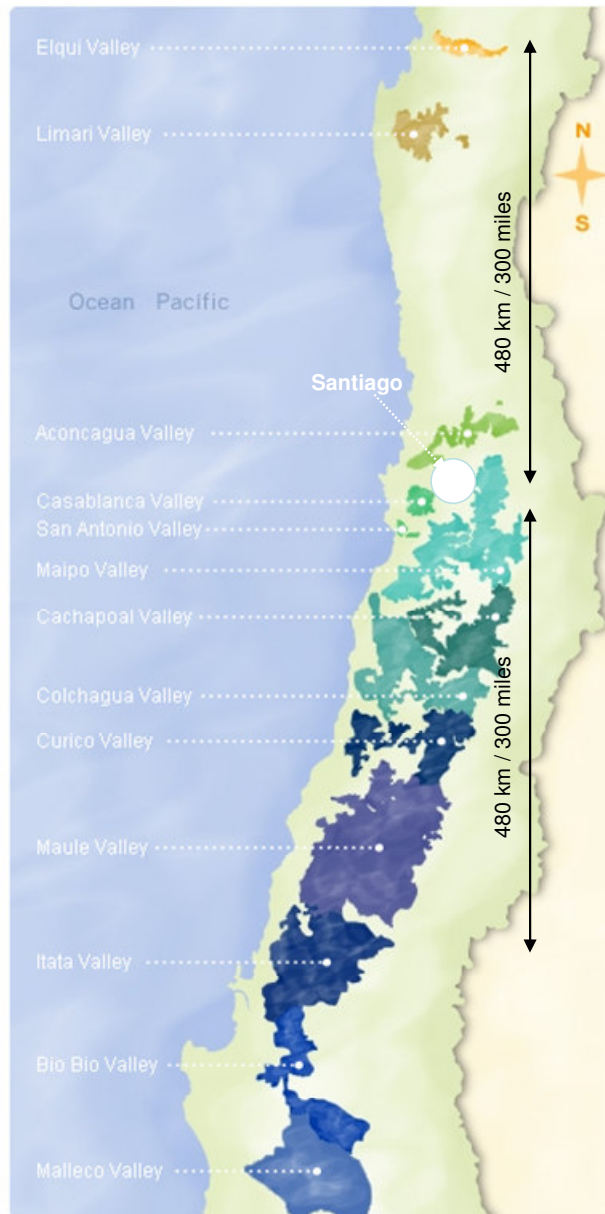 Elqui Valley
Limari Valley
N
S
480 km / 300 miles
Ocean Pacific
Santiago
Aconcagua Valley
Casablanca Valley
San Antonio Valley
Maipo Valley
Cachapoal Valley
480 km / 300 miles
Colchagua Valley
Curico Valley
Maule Valley
Itata Valley
Bio Bio Valley
Malleco Valley